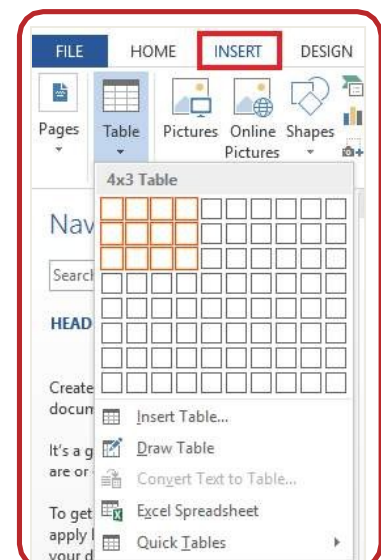 FILE HOME INSERT DESIGN
Pages Table Pictures Online Pictures Shapes
4x3 Table
Nav
Search
HEAD
Create
docum
It's a g
are or
To get
apply
your d
Insert Table...
Draw Table
Convert Text to Table...
Excel Spreadsheet
Quick Tables